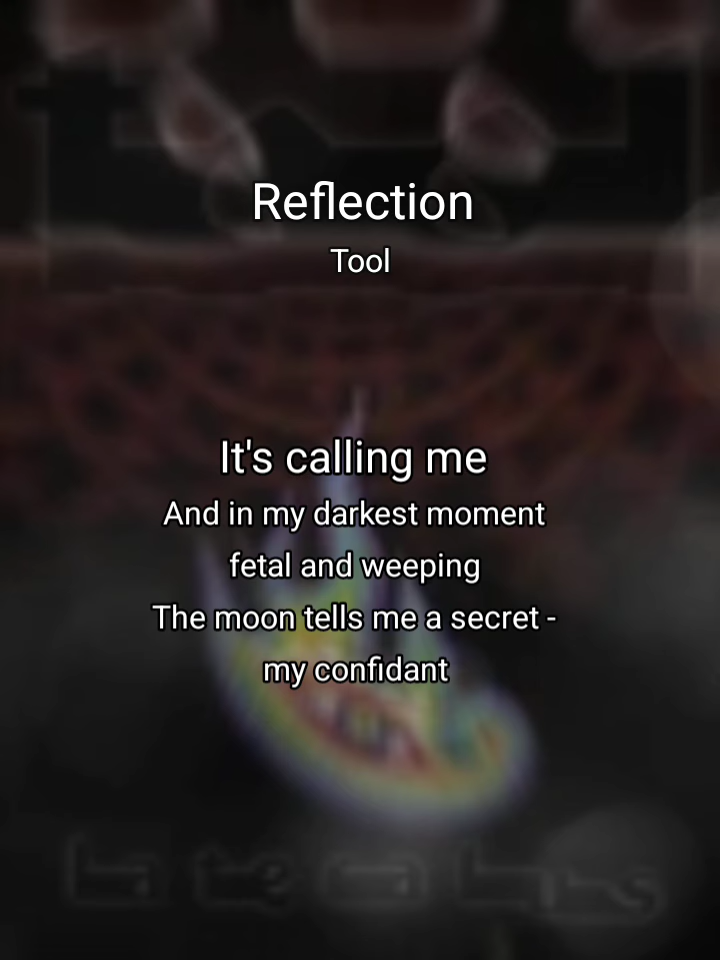 Reflection
Tool
It's calling me
And in my darkest moment
fetal and weeping
The moon tells me a secret -
my confidant